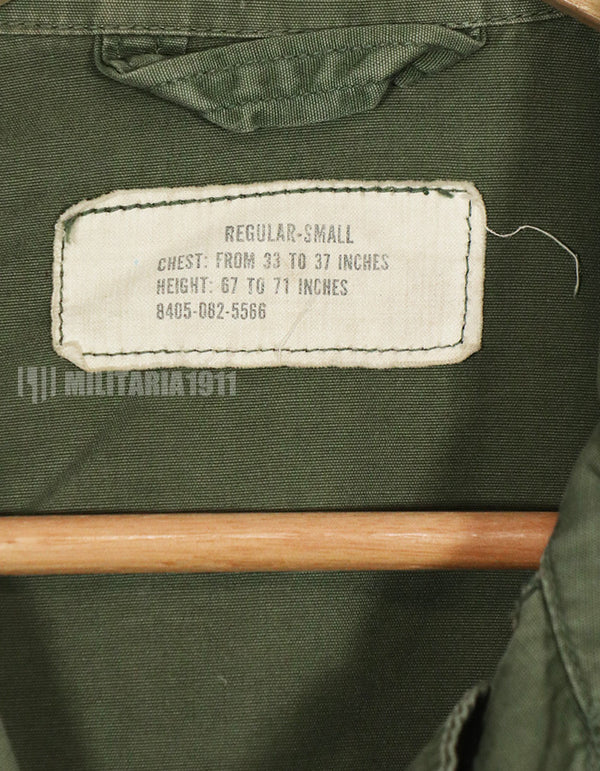 REGULAR-SMALL
CHEST: FROM 33 TO 37 INCHES
HEIGHT: 67 TO 71 INCHES
8405-082-5566
MILITARIA1911